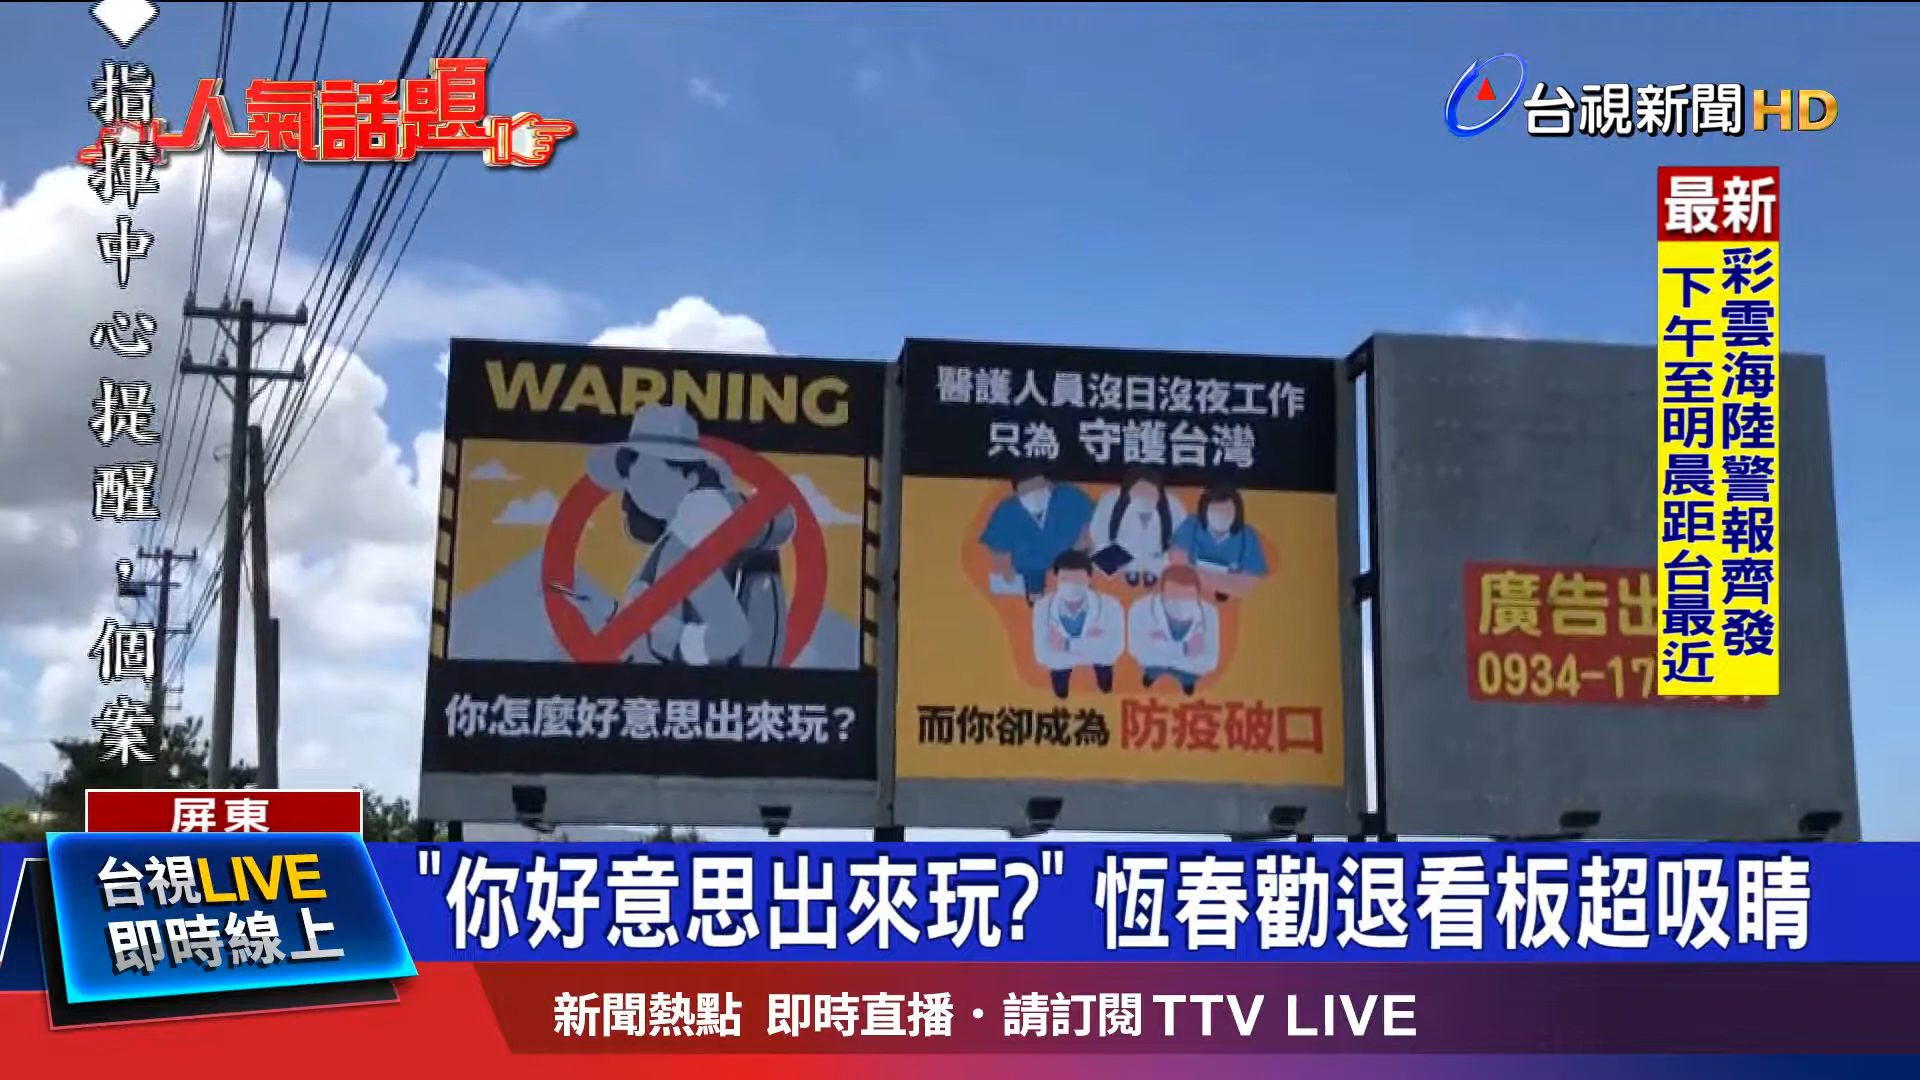 ◆指揮中心提醒，個案
人氣話題
台視新聞HD
最新
彩雲海陸警報齊發
下午至明晨距台最近
WARNING
你怎麼好意思出來玩？
醫護人員沒日沒夜工作
只為 守護台灣
而你卻成為 防疫破口
廣告出
0934-17
屏東
台視LIVE
即時線上
"你好意思出來玩?" 恆春勸退看板超吸睛
新聞熱點 即時直播・請訂閱TTV LIVE